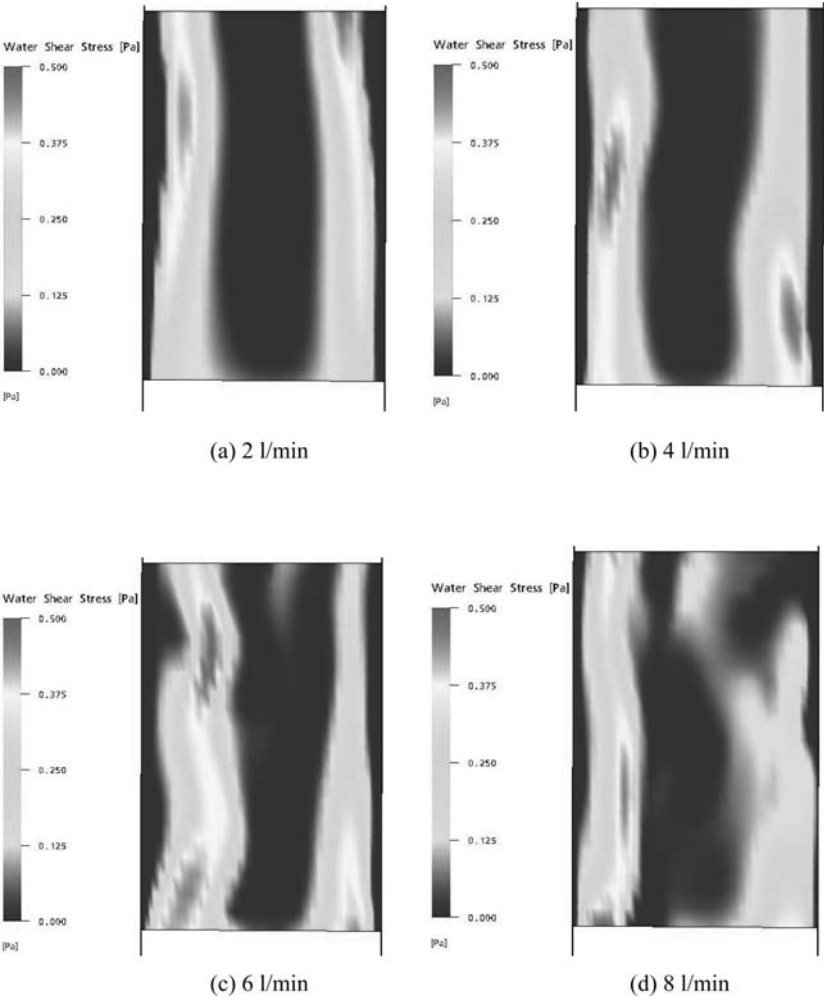 Water Shear Stress [Pa]
0.500
0.375
0.250
0.125
0.000
[Pa]
(a) 2 l/min
Water Shear Stress [Pa]
0.500
0.375
0.250
0.125
0.000
[Pa]
(b) 4 l/min
Water Shear Stress [Pa]
0.500
0.375
0.250
0.125
0.000
[Pa]
(c) 6 l/min
Water Shear Stress [Pa]
0.500
0.375
0.250
0.125
0.000
[Pa]
(d) 8 l/min